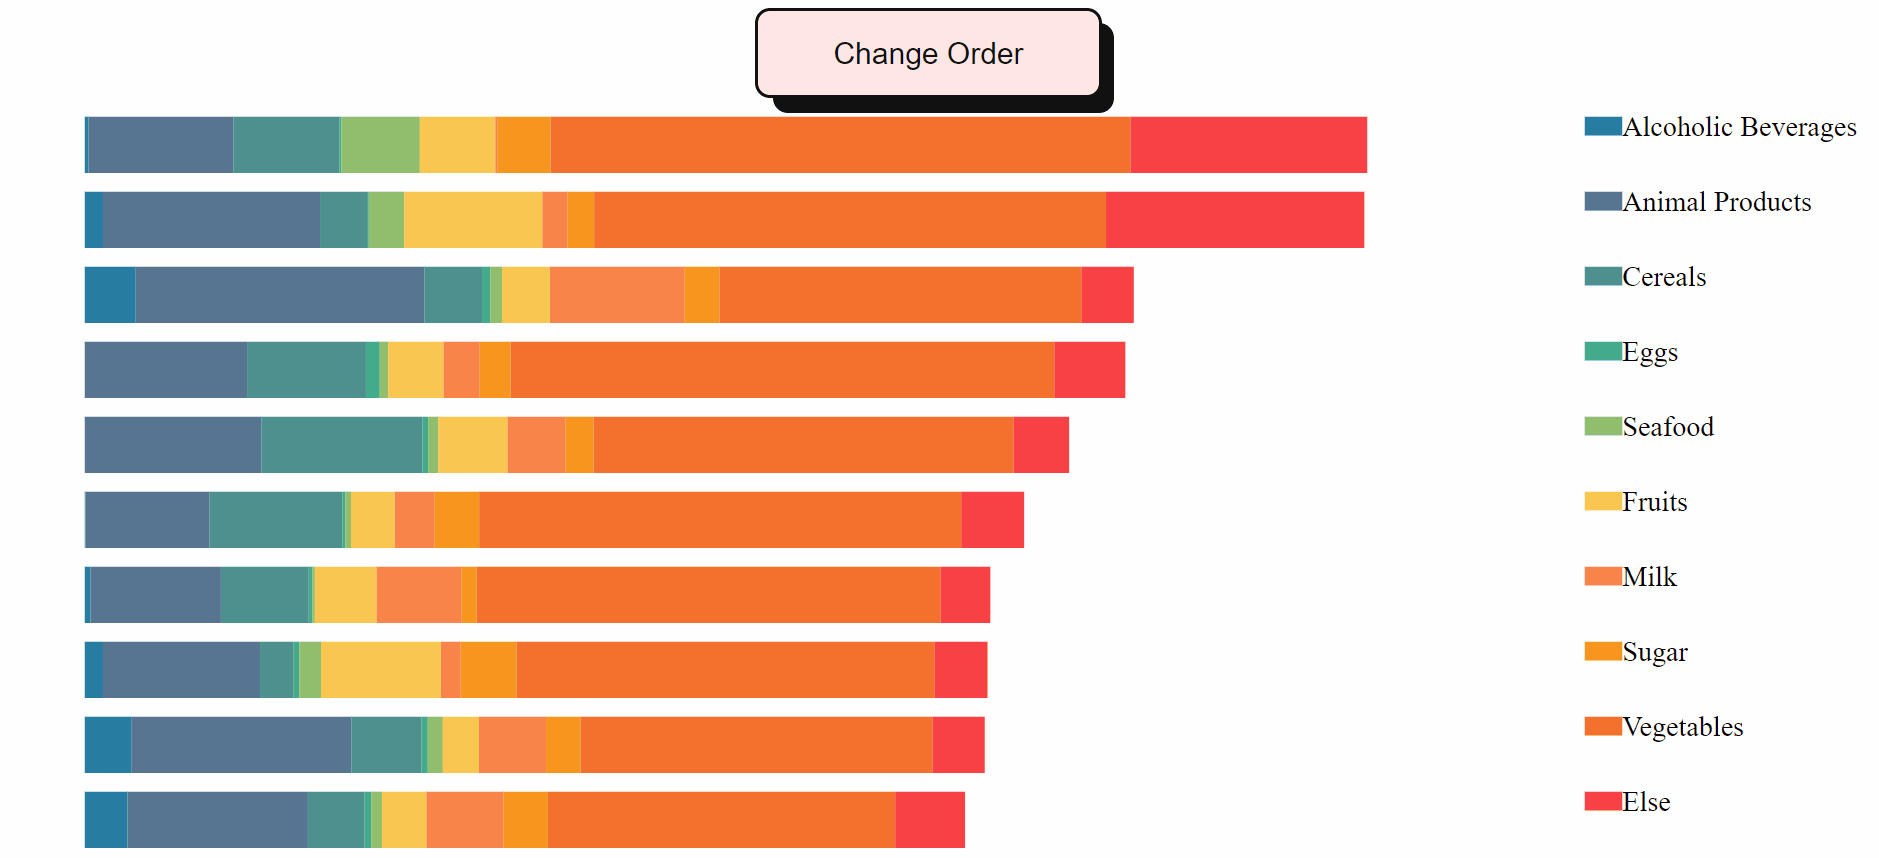 Change Order
Alcoholic Beverages
Animal Products
Cereals
Eggs
Seafood
Fruits
Milk
Sugar
Vegetables
Else